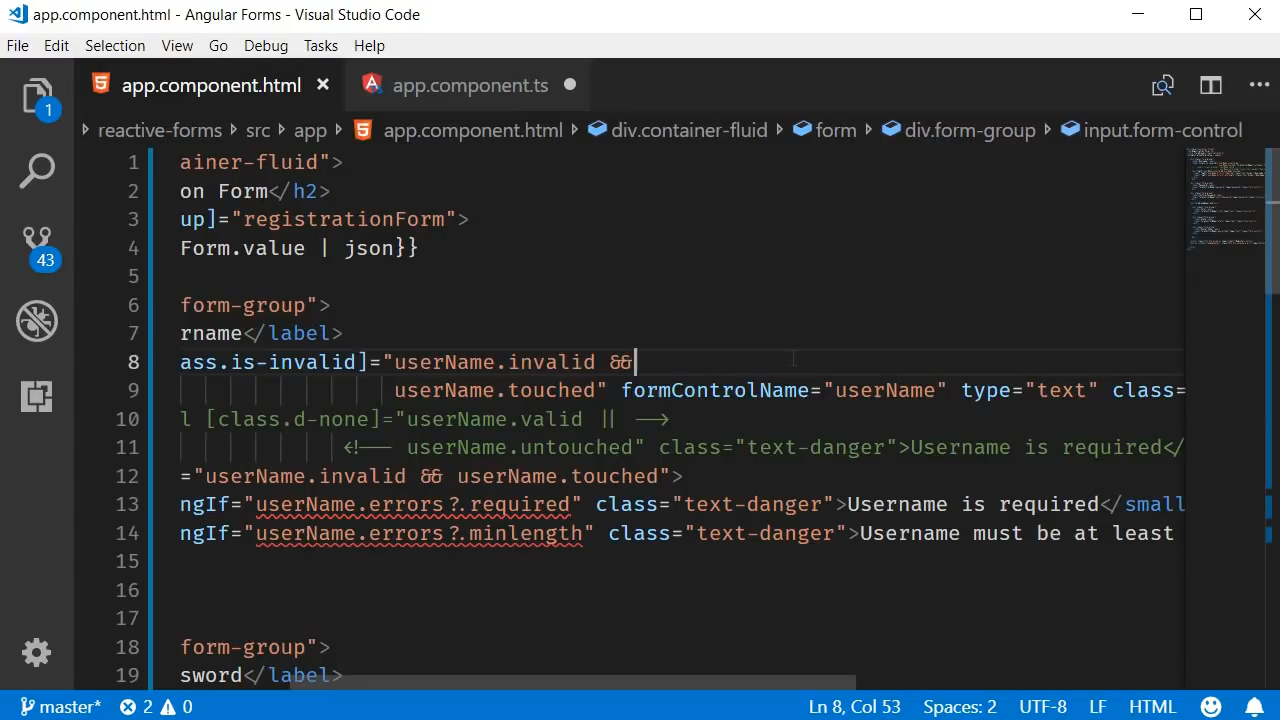 app.component.html - Angular Forms - Visual Studio Code
File Edit Selection View Go Debug Tasks Help
app.component.html app.component.ts
reactive-forms src app app.component.html div.container-fluid form div.form-group input.form-control
1 ainer-fluid">
2 on Form</h2>
3 up]="registrationForm">
4 Form.value | json}}
5
6 form-group">
7 rname</label>
8 ass.is-invalid]="userName.invalid &&
9 userName.touched" formControlName="userName" type="text" class=
10 l [class.d-none]="userName.valid || -->
11 <!-- userName.untouched" class="text-danger">Username is required</
12 ="userName.invalid && userName.touched">
13 ngIf="userName.errors?.required" class="text-danger">Username is required</small
14 ngIf="userName.errors?.minlength" class="text-danger">Username must be at least
15
16
17
18 form-group">
19 sword</label>
1
43
master* 2 0 Ln 8, Col 53 Spaces: 2 UTF-8 LF HTML